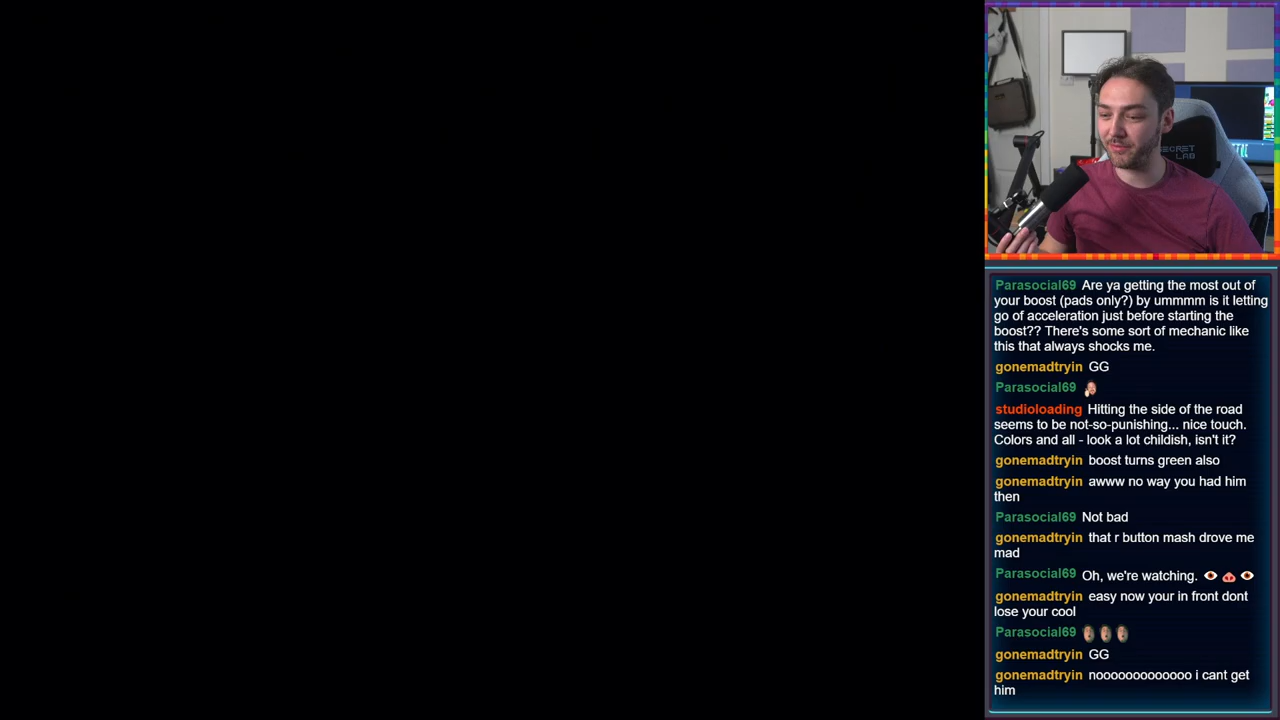 SECRET
LAB
Parasocial69 Are ya getting the most out of
your boost (pads only?) by ummmm is it letting
go of acceleration just before starting the
boost?? There's some sort of mechanic like
this that always shocks me.
gonemadtryin GG
Parasocial69
studioloading Hitting the side of the road
seems to be not-so-punishing... nice touch.
Colors and all - look a lot childish, isn't it?
gonemadtryin boost turns green also
gonemadtryin awww no way you had him
then
Parasocial69 Not bad
gonemadtryin that r button mash drove me
mad
Parasocial69 Oh, we're watching. 👁️ 🐽 👁️
gonemadtryin easy now your in front dont
lose your cool
Parasocial69
gonemadtryin GG
gonemadtryin nooooooooooooo i cant get
him